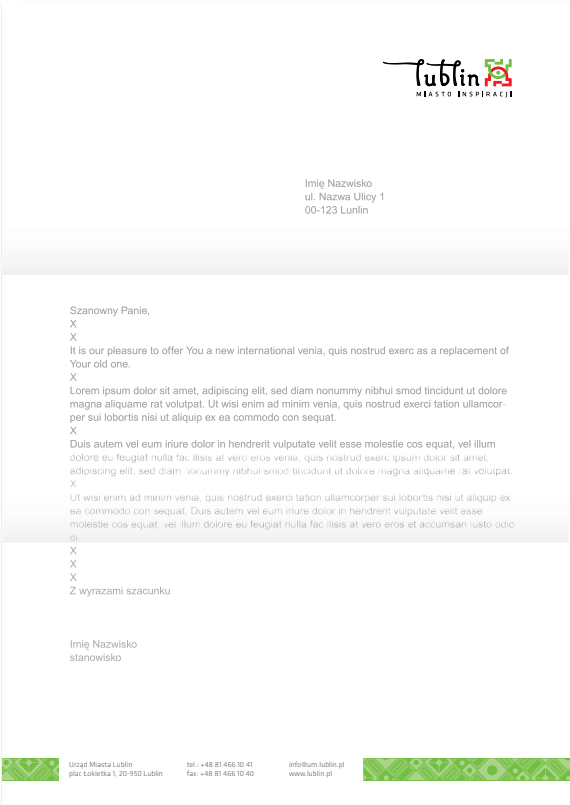 lublin
MIASTO INSPIRACJI
Imię Nazwisko
ul. Nazwa Ulicy 1
00-123 Lunlin
Szanowny Panie,
X
X
It is our pleasure to offer You a new international venia, quis nostrud exerc as a replacement of
Your old one.
X
Lorem ipsum dolor sit amet, adipiscing elit, sed diam nonummy nibhui smod tincidunt ut dolore
magna aliquame rat volutpat. Ut wisi enim ad minim venia, quis nostrud exerci tation ullamcor-
per sui lobortis nisi ut aliquip ex ea commodo con sequat.
X
Duis autem vel eum iriure dolor in hendrerit vulputate velit esse molestie cos equat, vel illum
dolore eu feugiat nulla fac ilisis at vero eros venia, quis nostrud exerc ipsum dolor sit amet,
adipiscing elit, sed diam nonummy nibhui smod tincidunt ut dolore magna aliquame rat volutpat.
X
Ut wisi enim ad minim venia, quis nostrud exerci tation ullamcorper sui lobortis nisi ut aliquip ex
ea commodo con sequat. Duis autem vel eum iriure dolor in hendrerit vulputate velit esse
molestie cos equat, vel illum dolore eu feugiat nulla fac ilisis at vero eros et accumsan iusto odio
di
X
X
X
Z wyrazami szacunku
Imię Nazwisko
stanowisko
Urząd Miasta Lublin
plac Łokietka 1, 20-950 Lublin
tel.: +48 81 466 10 41
fax: +48 81 466 10 40
info@um.lublin.pl
www.lublin.pl